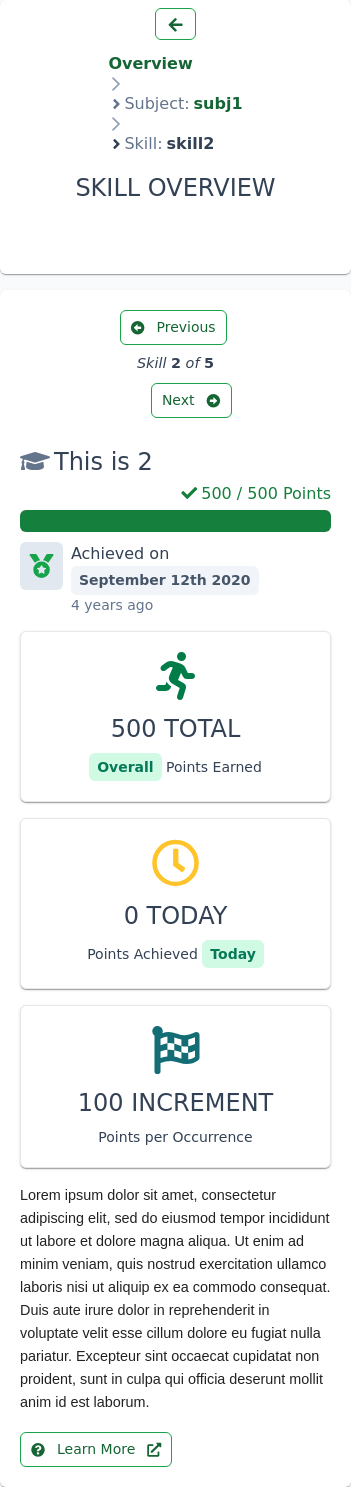 Overview
Subject: subj1
Skill: skill2
SKILL OVERVIEW
Previous
Skill 2 of 5
Next
This is 2
500 / 500 Points
Achieved on
September 12th 2020
4 years ago
500 TOTAL
Overall Points Earned
0 TODAY
Points Achieved Today
100 INCREMENT
Points per Occurrence
Lorem ipsum dolor sit amet, consectetur
adipiscing elit, sed do eiusmod tempor incididunt
ut labore et dolore magna aliqua. Ut enim ad
minim veniam, quis nostrud exercitation ullamco
laboris nisi ut aliquip ex ea commodo consequat.
Duis aute irure dolor in reprehenderit in
voluptate velit esse cillum dolore eu fugiat nulla
pariatur. Excepteur sint occaecat cupidatat non
proident, sunt in culpa qui officia deserunt mollit
anim id est laborum.
Learn More